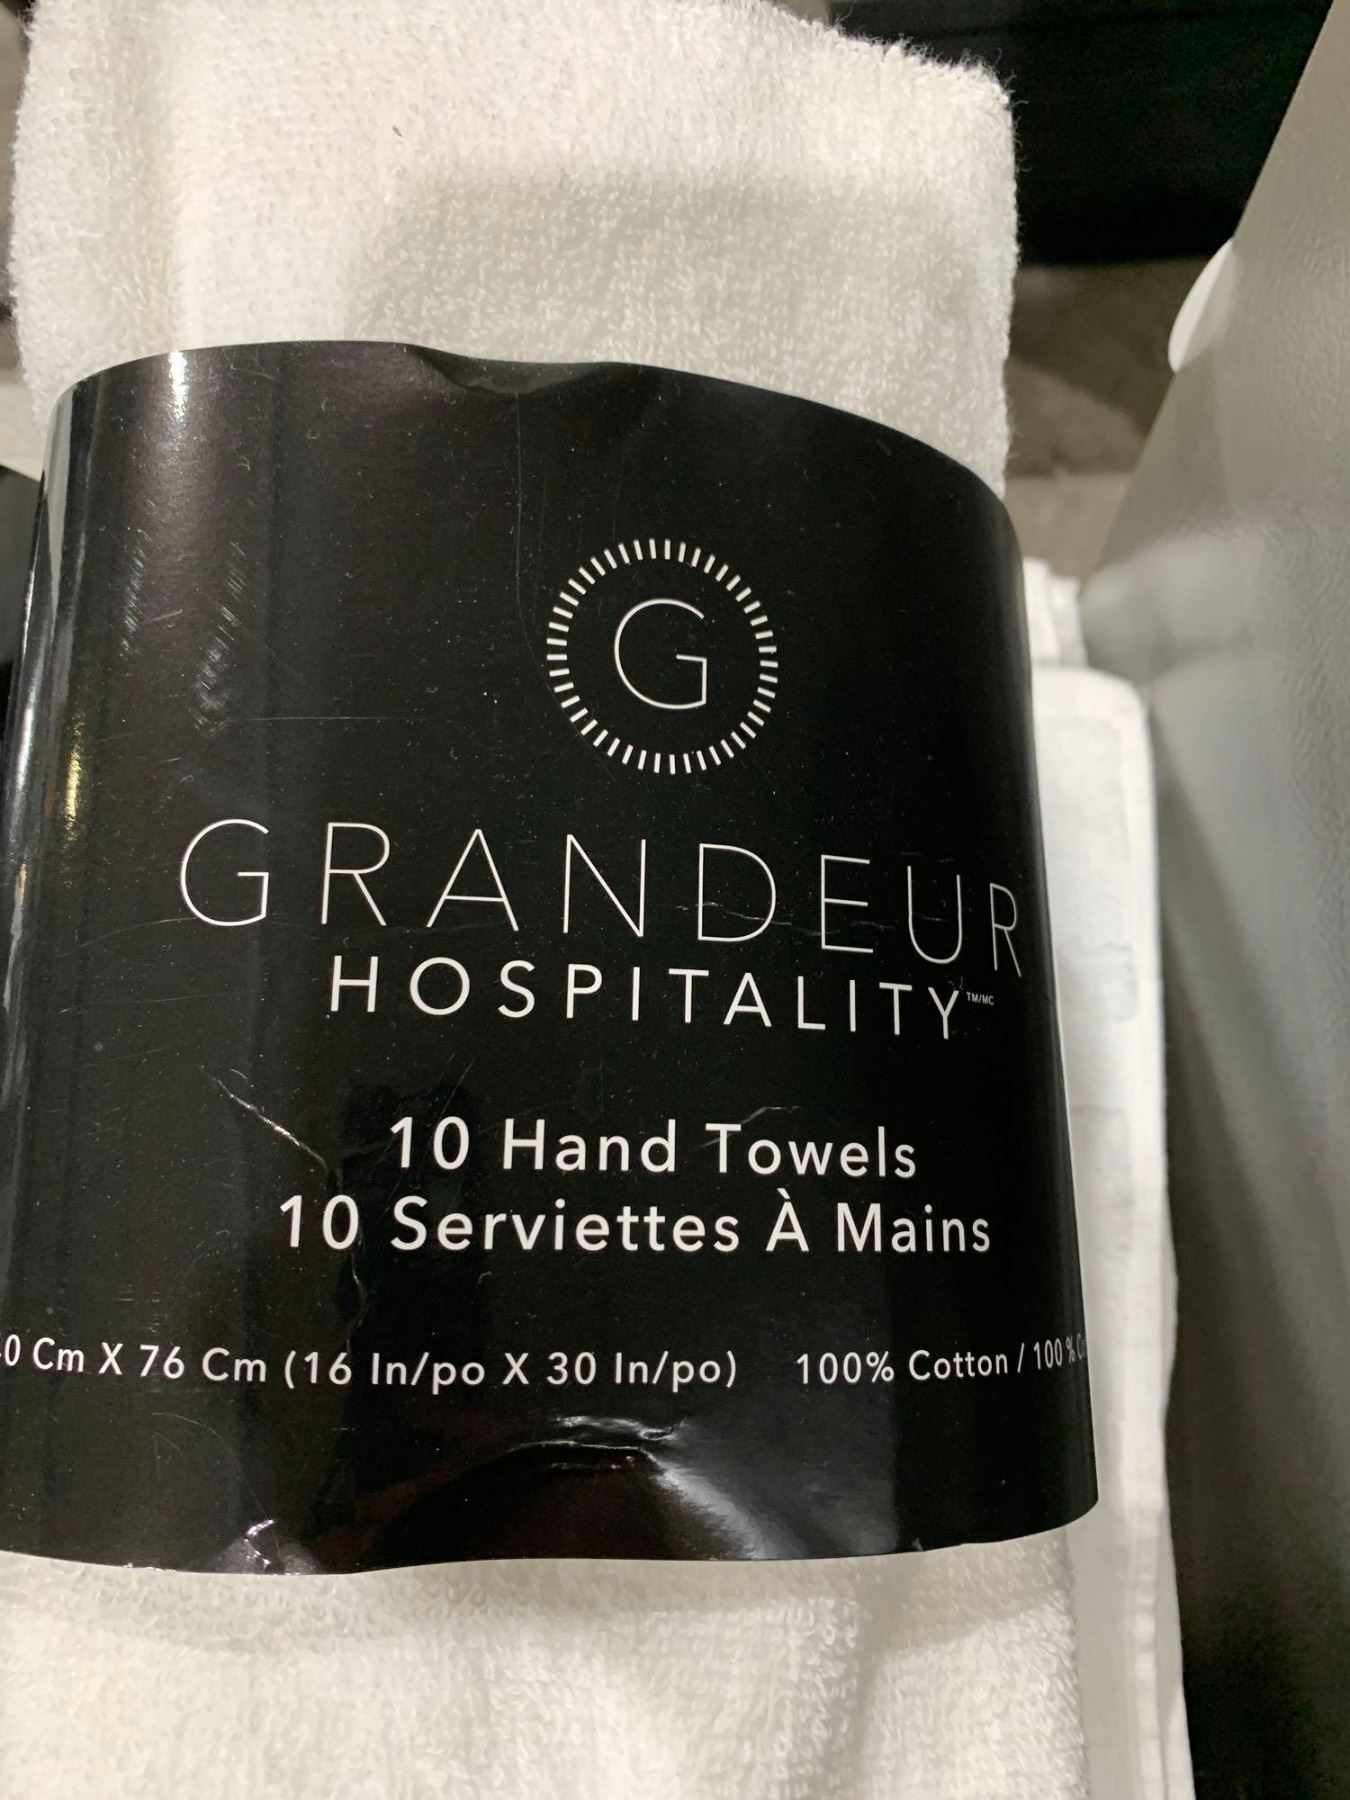 G
GRANDEUR
HOSPITALITY™/MC
10 Hand Towels
10 Serviettes À Mains
0 Cm X 76 Cm (16 In/po X 30 In/po) 100% Cotton / 100 %